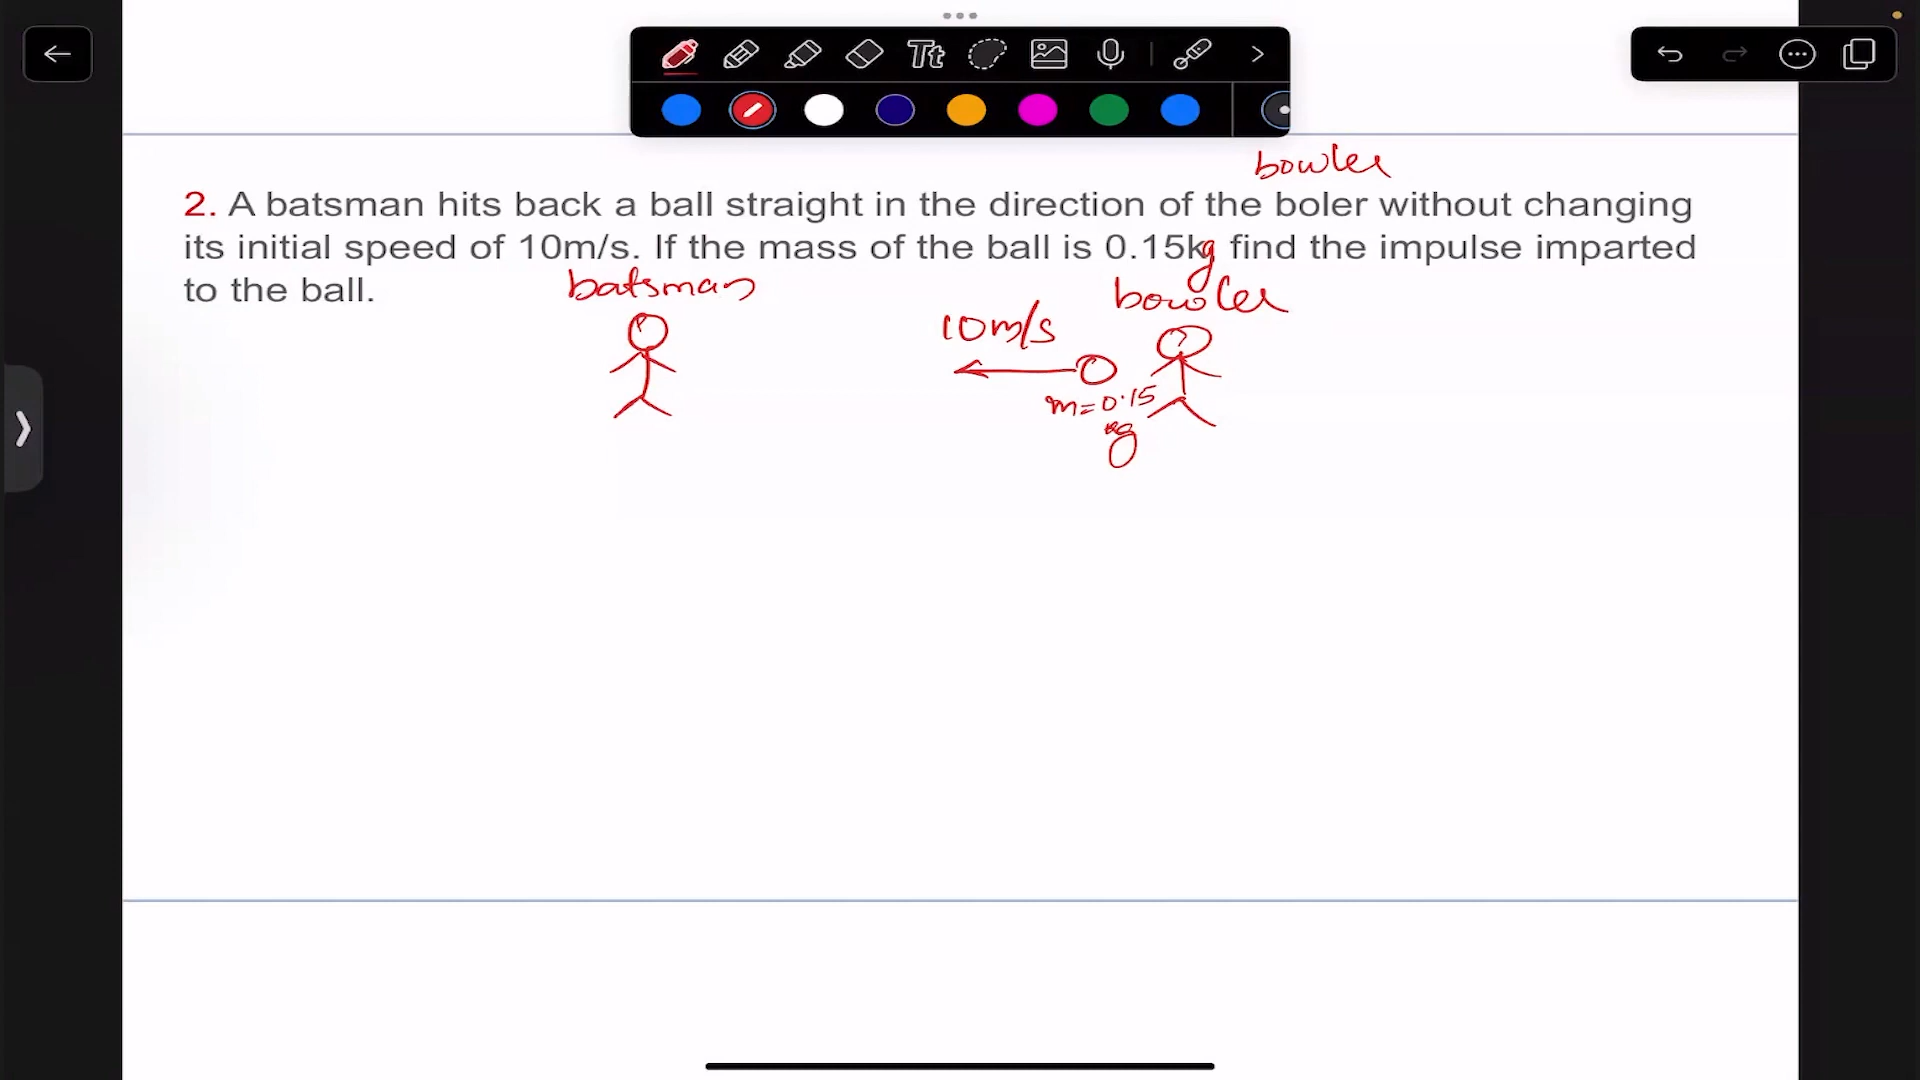 Tt
bowler
2. A batsman hits back a ball straight in the direction of the boler without changing
its initial speed of 10m/s. If the mass of the ball is 0.15kg find the impulse imparted
to the ball.
batsman
bowler
10m/s
m=0.15
kg